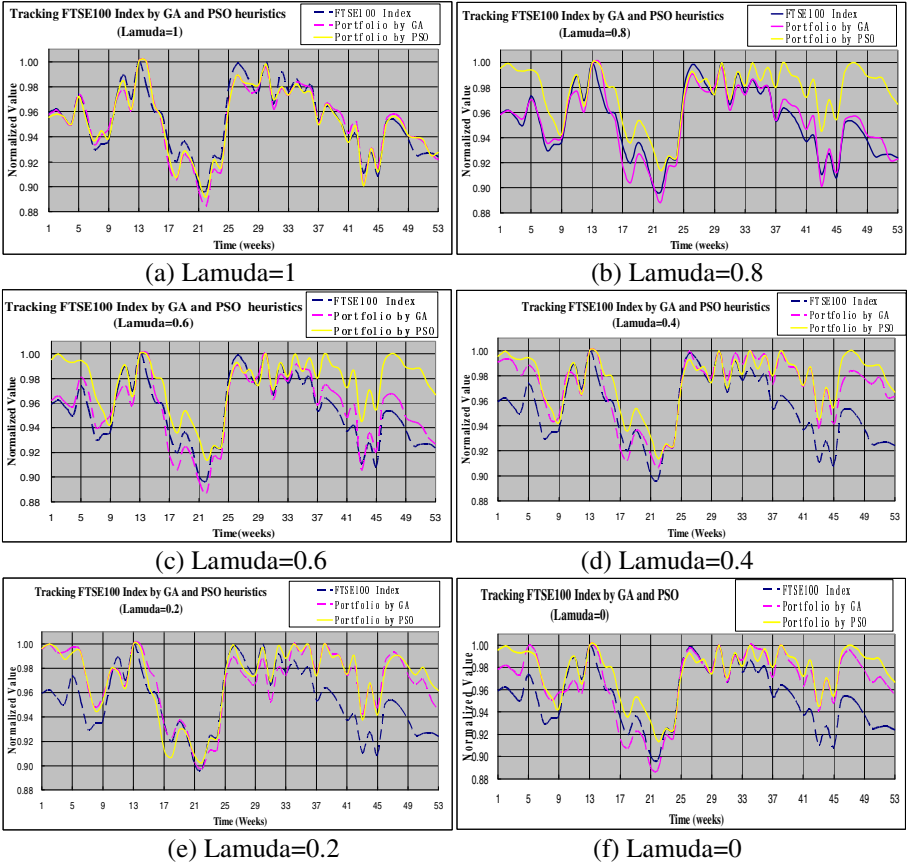 Tracking FTSE100 Index by GA and PSO heuristics
(Lamuda=1)
FTSE100 Index
Portfolio by GA
Portfolio by PSO
Normalized Value
1.00
0.98
0.96
0.94
0.92
0.90
0.88
1 5 9 13 17 21 25 29 33 37 41 45 49 53
Time (weeks)
(a) Lamuda=1
Tracking FTSE100 Index by GA and PSO heuristics
(Lamuda=0.8)
FTSE100 Index
Portfolio by GA
Portfolio by PSO
Normalized Value
1.00
0.98
0.96
0.94
0.92
0.90
0.88
1 5 9 13 17 21 25 29 33 37 41 45 49 53
Time (weeks)
(b) Lamuda=0.8
Tracking FTSE100 Index by GA and PSO heuristics
(Lamuda=0.6)
FTSE100 Index
Portfolio by GA
Portfolio by PSO
Normalized Value
1.00
0.98
0.96
0.94
0.92
0.90
0.88
1 5 9 13 17 21 25 29 33 37 41 45 49 53
Time(weeks)
(c) Lamuda=0.6
Tracking FTSE100 Index by GA and PSO heuristics
(Lamuda=0.4)
FTSE100 Index
Portfolio by GA
Portfolio by PSO
Normalized Value
1.00
0.98
0.96
0.94
0.92
0.90
0.88
1 5 9 13 17 21 25 29 33 37 41 45 49 53
Time (weeks)
(d) Lamuda=0.4
Tracking FTSE100 Index by GA and PSO heuristics
(Lamuda=0.2)
FTSE100 Index
Portfolio by GA
Portfolio by PSO
Normalized Value
1.00
0.98
0.96
0.94
0.92
0.90
0.88
1 5 9 13 17 21 25 29 33 37 41 45 49 53
Time (Weeks)
(e) Lamuda=0.2
Tracking FTSE100 Index by GA and PSO
(Lamuda=0)
FTSE100 Index
Portfolio by GA
Portfolio by PSO
Normalized Value
1.00
0.98
0.96
0.94
0.92
0.90
0.88
1 5 9 13 17 21 25 29 33 37 41 45 49 53
Time (weeks)
(f) Lamuda=0